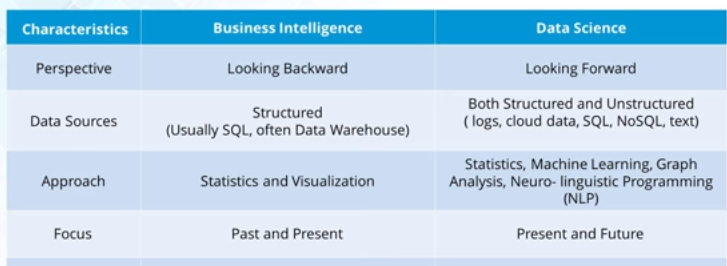 Characteristics Business Intelligence Data Science
Perspective Looking Backward Looking Forward
Data Sources Structured
(Usually SQL, often Data Warehouse) Both Structured and Unstructured
( logs, cloud data, SQL, NoSQL, text)
Approach Statistics and Visualization Statistics, Machine Learning, Graph
Analysis, Neuro- linguistic Programming
(NLP)
Focus Past and Present Present and Future